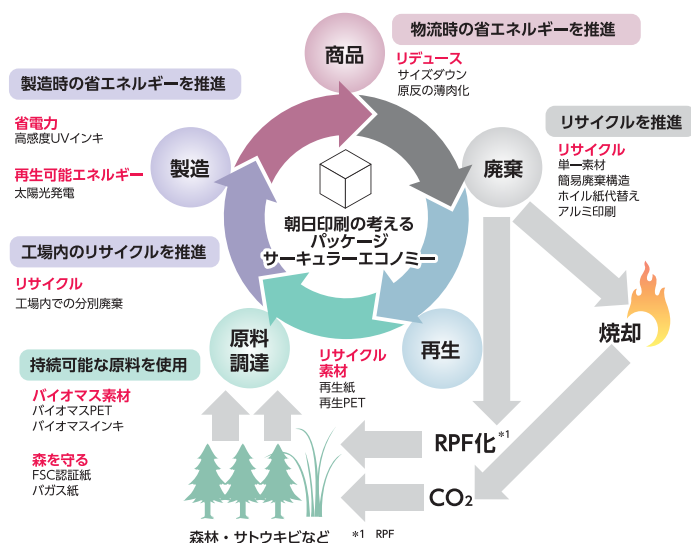 商品
物流時の省エネルギーを推進
リデュース
サイズダウン
原反の薄肉化
製造時の省エネルギーを推進
省電力
高感度UVインキ
再生可能エネルギー
太陽光発電
製造
廃棄
リサイクルを推進
リサイクル
単一素材
簡易廃棄構造
ホイル紙代替え
アルミ印刷
朝日印刷の考える
パッケージ
サーキュラーエコノミー
工場内のリサイクルを推進
リサイクル
工場内での分別廃棄
焼却
原料
調達
再生
リサイクル
素材
再生紙
再生PET
持続可能な原料を使用
バイオマス素材
バイオマスPET
バイオマスインキ
森を守る
FSC認証紙
バガス紙
RPF化*1
CO2
森林・サトウキビなど
*1 RPF